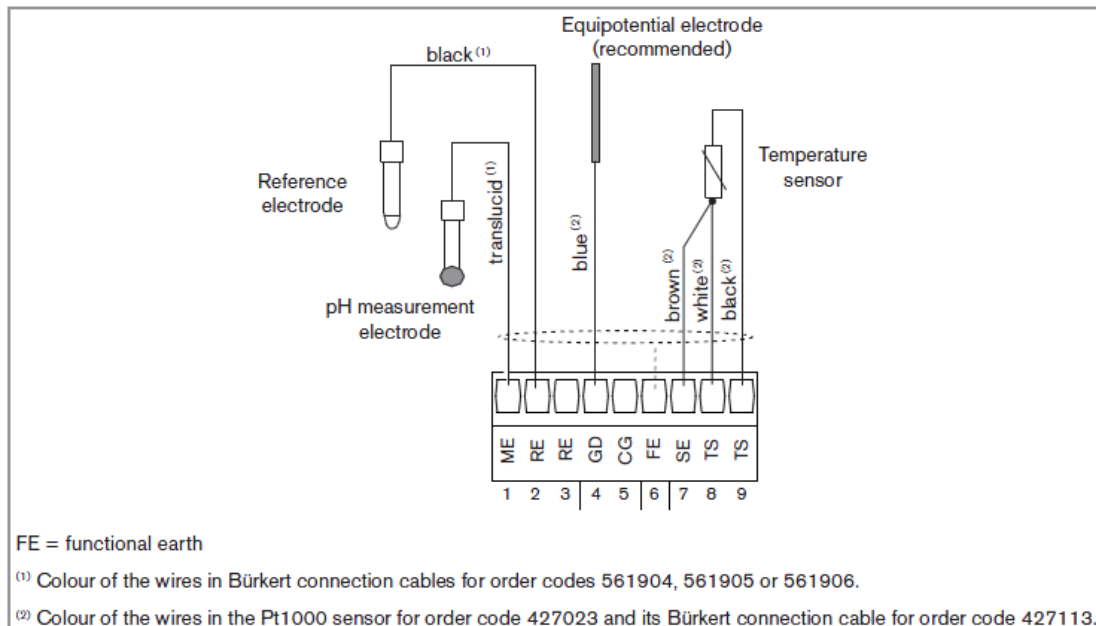 Equipotential electrode
(recommended)
black (1)
Temperature
sensor
Reference
electrode
translucid (1)
blue (2)
brown (2)
white (2)
black (2)
pH measurement
electrode
ME RE RE GD CG FE SE TS TS
1 2 3 4 5 6 7 8 9
FE = functional earth
(1) Colour of the wires in Bürkert connection cables for order codes 561904, 561905 or 561906.
(2) Colour of the wires in the Pt1000 sensor for order code 427023 and its Bürkert connection cable for order code 427113.